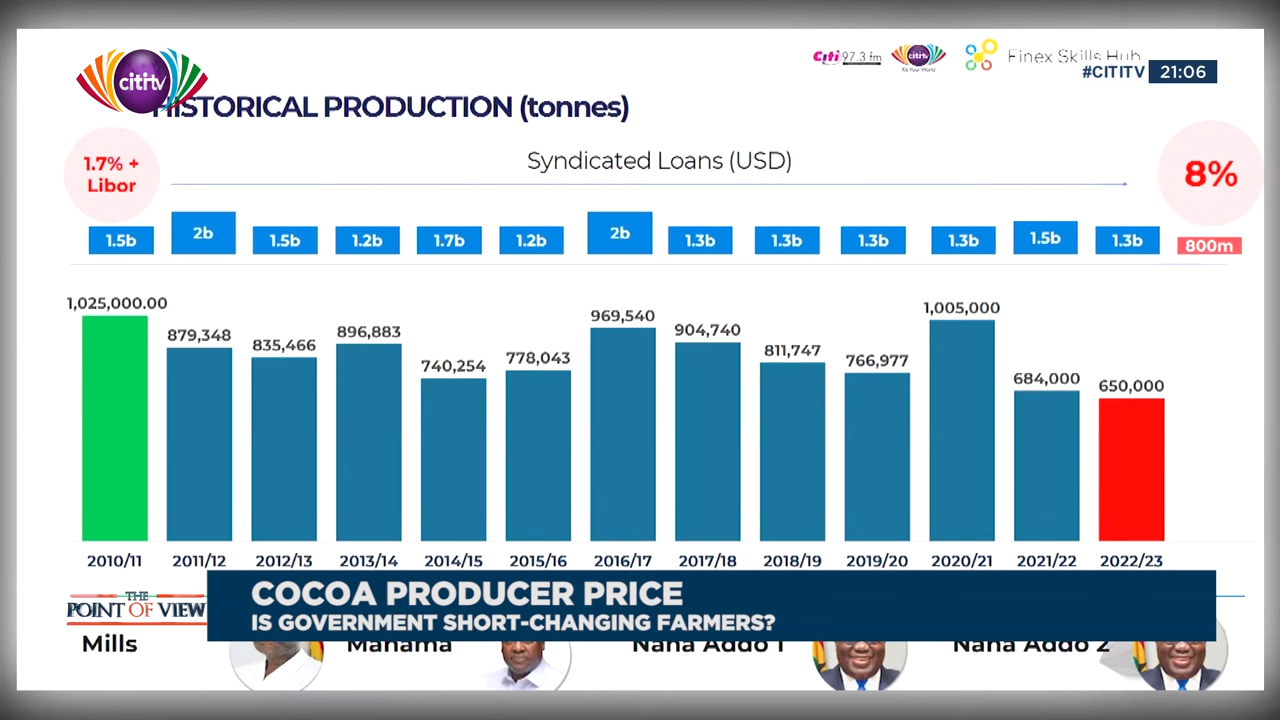 citi tv
Citi 97.3 fm
citi tv
It's Your World
Finex Skills Hub
#CITITV 21:06
HISTORICAL PRODUCTION (tonnes)
Syndicated Loans (USD)
1.7% +
Libor
8%
1.5b 2b 1.5b 1.2b 1.7b 1.2b 2b 1.3b 1.3b 1.3b 1.3b 1.5b 1.3b 800m
1,025,000.00 879,348 835,466 896,883 740,254 778,043 969,540 904,740 811,747 766,977 1,005,000 684,000 650,000
2010/11 2011/12 2012/13 2013/14 2014/15 2015/16 2016/17 2017/18 2018/19 2019/20 2020/21 2021/22 2022/23
THE
POINT OF VIEW
COCOA PRODUCER PRICE
IS GOVERNMENT SHORT-CHANGING FARMERS?
Mills Mahama Nana Addo 1 Nana Addo 2